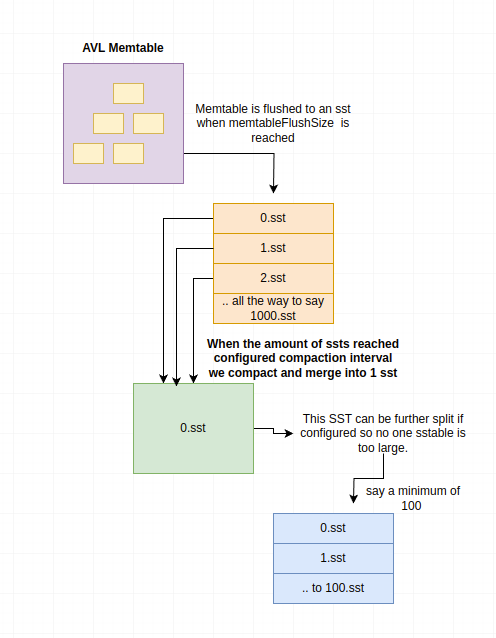 AVL Memtable
Memtable is flushed to an sst
when memtableFlushSize is
reached
0.sst
1.sst
2.sst
.. all the way to say
1000.sst
When the amount of ssts reached
configured compaction interval
we compact and merge into 1 sst
0.sst
This SST can be further split if
configured so no one sstable is
too large.
say a minimum of
100
0.sst
1.sst
.. to 100.sst